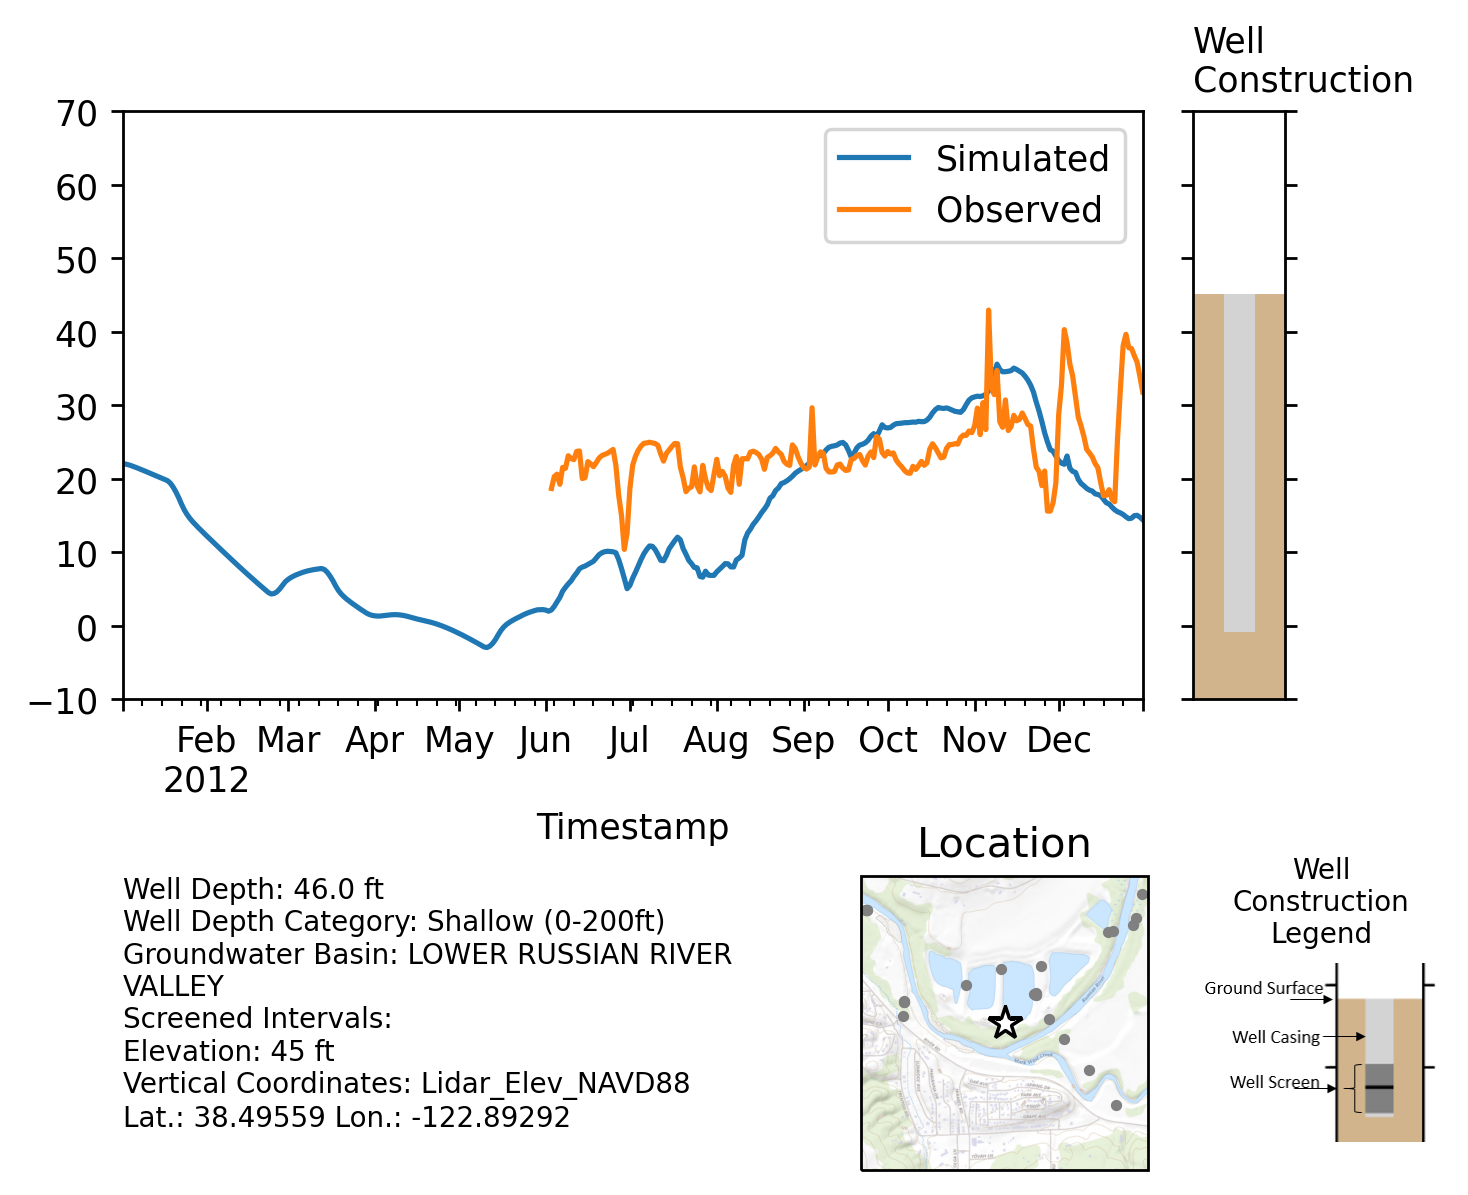 Well
Construction
70
60
50
40
30
20
10
0
−10
Simulated
Observed
Feb Mar Apr May Jun Jul Aug Sep Oct Nov Dec
2012
Timestamp
Well Depth: 46.0 ft
Well Depth Category: Shallow (0-200ft)
Groundwater Basin: LOWER RUSSIAN RIVER
VALLEY
Screened Intervals:
Elevation: 45 ft
Vertical Coordinates: Lidar_Elev_NAVD88
Lat.: 38.49559 Lon.: -122.89292
Location
Well
Construction
Legend
Ground Surface
Well Casing
Well Screen